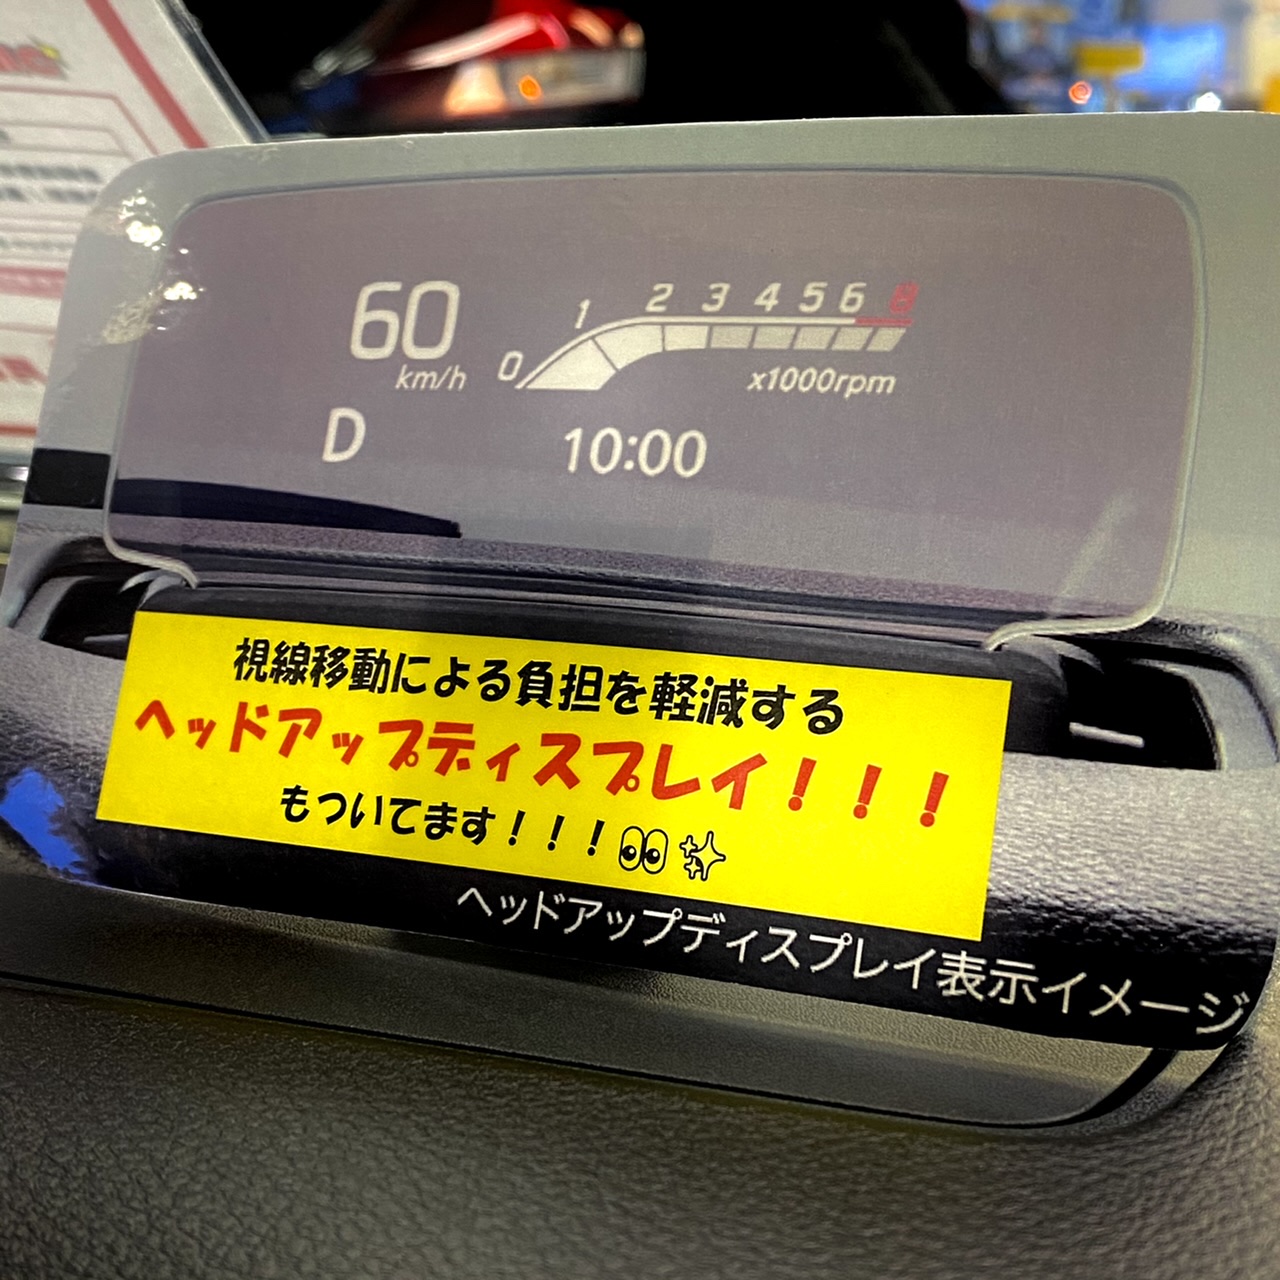 60
km/h
0 1 2 3 4 5 6 8
x1000rpm
D
10:00
視線移動による負担を軽減する
ヘッドアップディスプレイ！！！
もついてます！！！
ヘッドアップディスプレイ表示イメージ